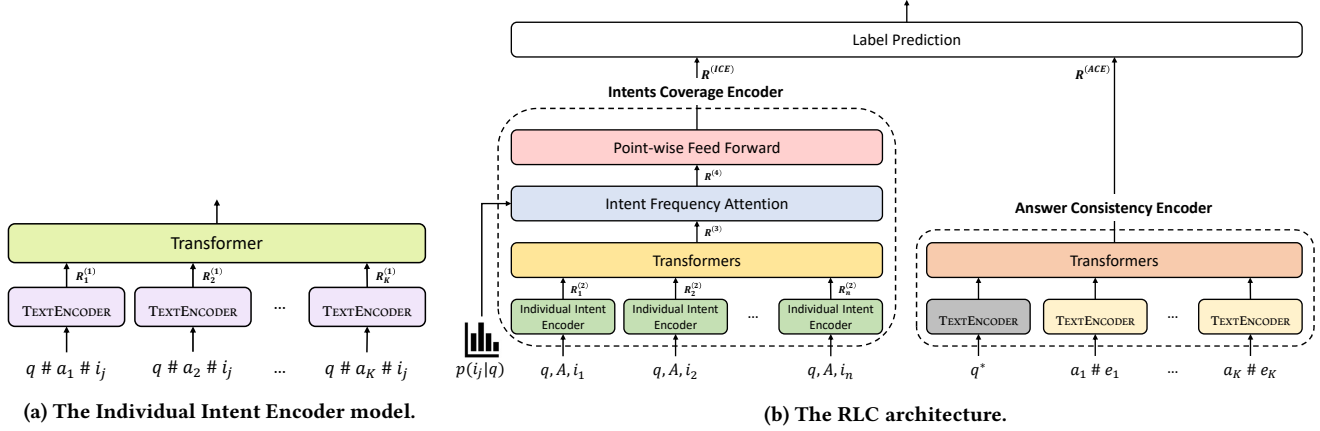 Transformer
R_1^(1) R_2^(1) R_K^(1)
TEXTENCODER TEXTENCODER ... TEXTENCODER
q # a_1 # i_j q # a_2 # i_j ... q # a_K # i_j
(a) The Individual Intent Encoder model.
Label Prediction
R^(ICE) R^(ACE)
Intents Coverage Encoder
Point-wise Feed Forward
R^(4)
Intent Frequency Attention
R^(3)
Transformers
R_1^(2) R_2^(2) R_n^(2)
Individual Intent
Encoder
Individual Intent
Encoder
...
Individual Intent
Encoder
p(i_j|q)
q, A, i_1 q, A, i_2 ... q, A, i_n
Answer Consistency Encoder
Transformers
TEXTENCODER TEXTENCODER ... TEXTENCODER
q* a_1 # e_1 ... a_K # e_K
(b) The RLC architecture.